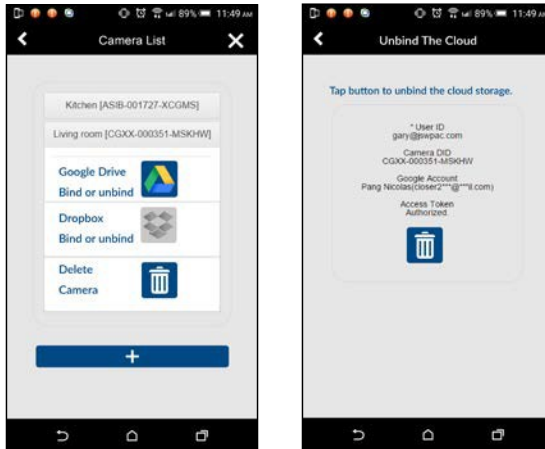 89% 11:49 AM
Camera List
Kitchen [ASIB-001727-XCGMS]
Living room [CGXX-000351-MSKHW]
Google Drive
Bind or unbind
Dropbox
Bind or unbind
Delete
Camera
+
89% 11:49 AM
Unbind The Cloud
Tap button to unbind the cloud storage.
* User ID
gary@jswpac.com
Camera DID
CGXX-000351-MSKHW
Google Account
Pang Nicolas(closer2***@***il.com)
Access Token
Authorized.